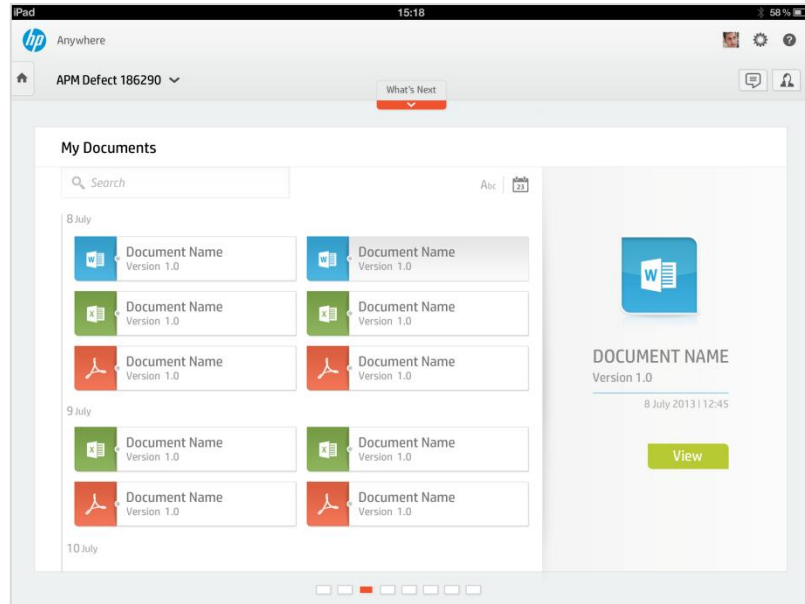 iPad 15:18 58%
hp Anywhere ?
APM Defect 186290
What's Next
My Documents
Search
Abc 23
8 July
W Document Name W Document Name
Version 1.0 Version 1.0
X Document Name X Document Name
Version 1.0 Version 1.0
Document Name Document Name
Version 1.0 Version 1.0
9 July
X Document Name X Document Name
Version 1.0 Version 1.0
Document Name Document Name
Version 1.0 Version 1.0
10 July
W
DOCUMENT NAME
Version 1.0
8 July 2013 | 12:45
View